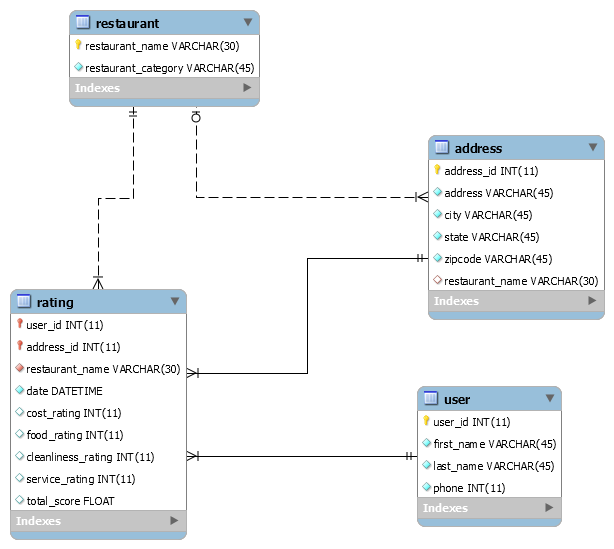 restaurant
restaurant_name VARCHAR(30)
restaurant_category VARCHAR(45)
Indexes
address
address_id INT(11)
address VARCHAR(45)
city VARCHAR(45)
state VARCHAR(45)
zipcode VARCHAR(45)
restaurant_name VARCHAR(30)
Indexes
rating
user_id INT(11)
address_id INT(11)
restaurant_name VARCHAR(30)
date DATETIME
cost_rating INT(11)
food_rating INT(11)
cleanliness_rating INT(11)
service_rating INT(11)
total_score FLOAT
Indexes
user
user_id INT(11)
first_name VARCHAR(45)
last_name VARCHAR(45)
phone INT(11)
Indexes